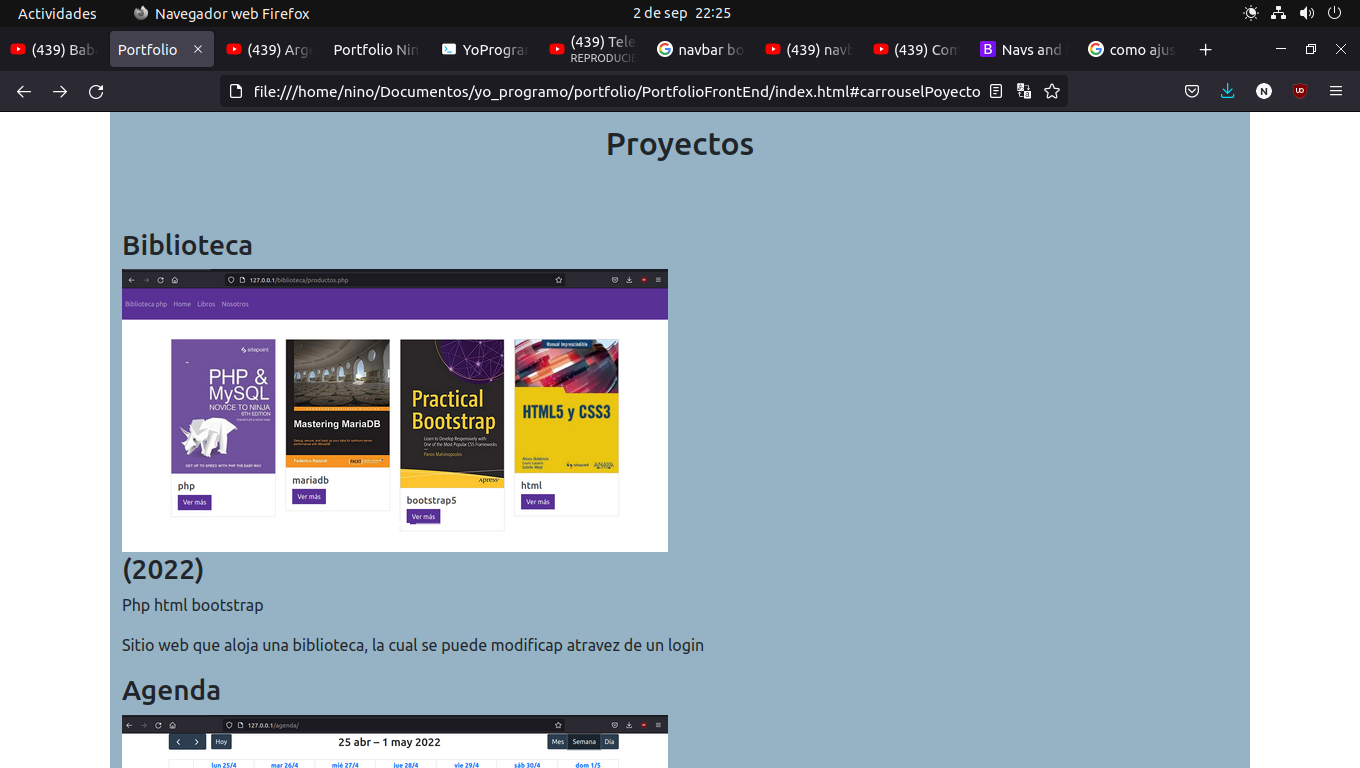 Actividades
Navegador web Firefox
2 de sep 22:25
(439) Bab
Portfolio
(439) Arg
Portfolio Nin
YoProgra
(439) Tele
REPRODUCIE
navbar bo
(439) nav
(439) Con
Navs and
como ajus
file:///home/nino/Documentos/yo_programo/portfolio/PortfolioFrontEnd/index.html#carrouselPoyecto
N
Proyectos
Biblioteca
127.0.0.1/biblioteca/productos.php
Biblioteca php Home Libros Nosotros
sitepoint
PHP &
MySQL
NOVICE TO NINJA
6TH EDITION
GET UP TO SPEED WITH PHP THE EASY WAY
php
Ver más
Mastering MariaDB
mariadb
Ver más
Practical
Bootstrap
Learn to Develop Responsively with
One of the Most Popular CSS Frameworks
Panos Matsinopoulos
Apress
bootstrap5
Ver más
Manual Imprescindible
HTML5 y CSS3
sitepoint ANAYA
html
Ver más
(2022)
Php html bootstrap
Sitio web que aloja una biblioteca, la cual se puede modificap atravez de un login
Agenda
127.0.0.1/agenda/
Hoy
25 abr – 1 may 2022
Mes Semana Día
lun 25/4 mar 26/4 mié 27/4 jue 28/4 vie 29/4 sáb 30/4 dom 1/5